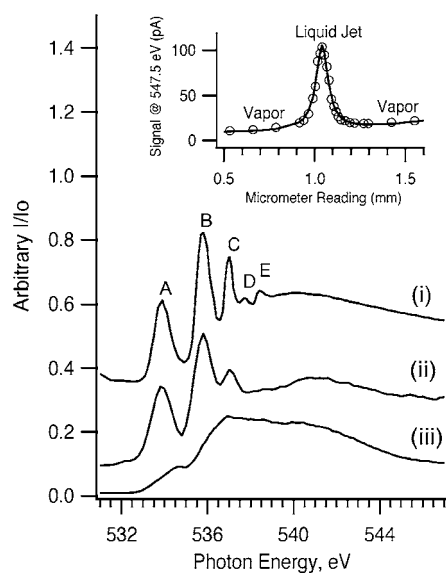 Liquid Jet
Signal @ 547.5 eV (pA)
100
50
0
Vapor
Vapor
0.5
1.0
1.5
Micrometer Reading (mm)
Arbitrary I/Io
1.4
1.2
1.0
0.8
0.6
0.4
0.2
0.0
A
B
C
D
E
(i)
(ii)
(iii)
532
536
540
544
Photon Energy, eV